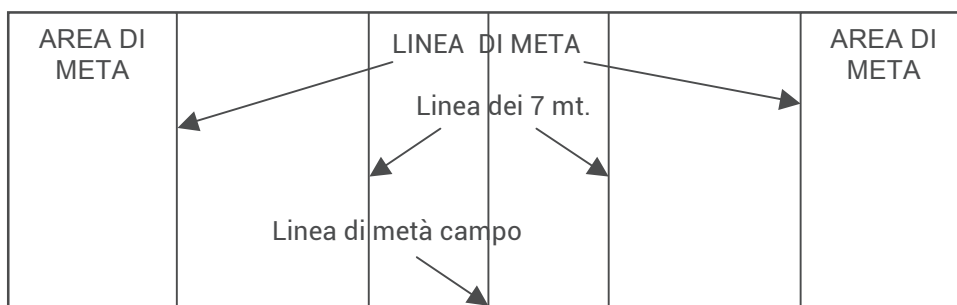 AREA DI
META
LINEA DI META
AREA DI
META
Linea dei 7 mt.
Linea di metà campo